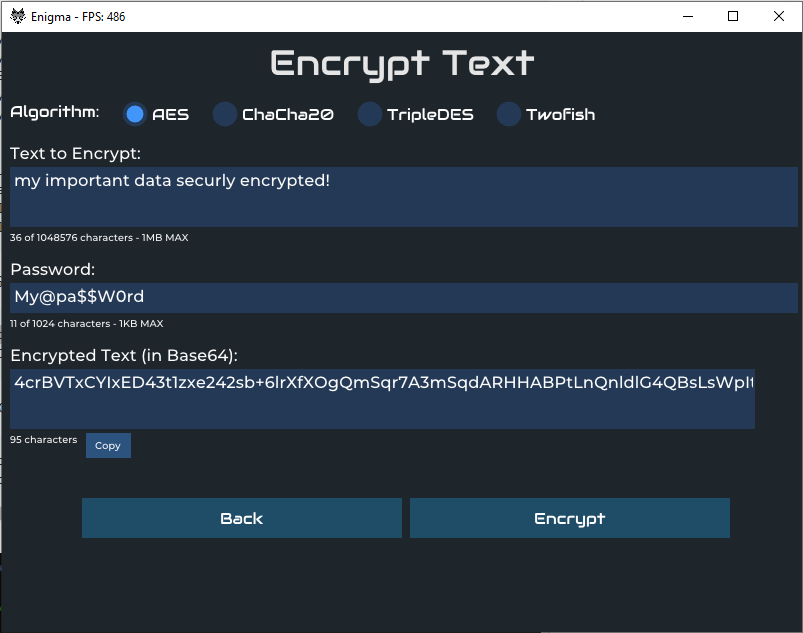 Enigma - FPS: 486
Encrypt Text
Algorithm: AES ChaCha20 TripleDES Twofish
Text to Encrypt:
my important data securly encrypted!
36 of 1048576 characters - 1MB MAX
Password:
My@pa$$W0rd
11 of 1024 characters - 1KB MAX
Encrypted Text (in Base64):
4crBVTxCYIxED43t1zxe242sb+6lrXfXOgQmSqr7A3mSqdARHHABPtLnQnldlG4QBsLsWpIt
95 characters Copy
Back Encrypt